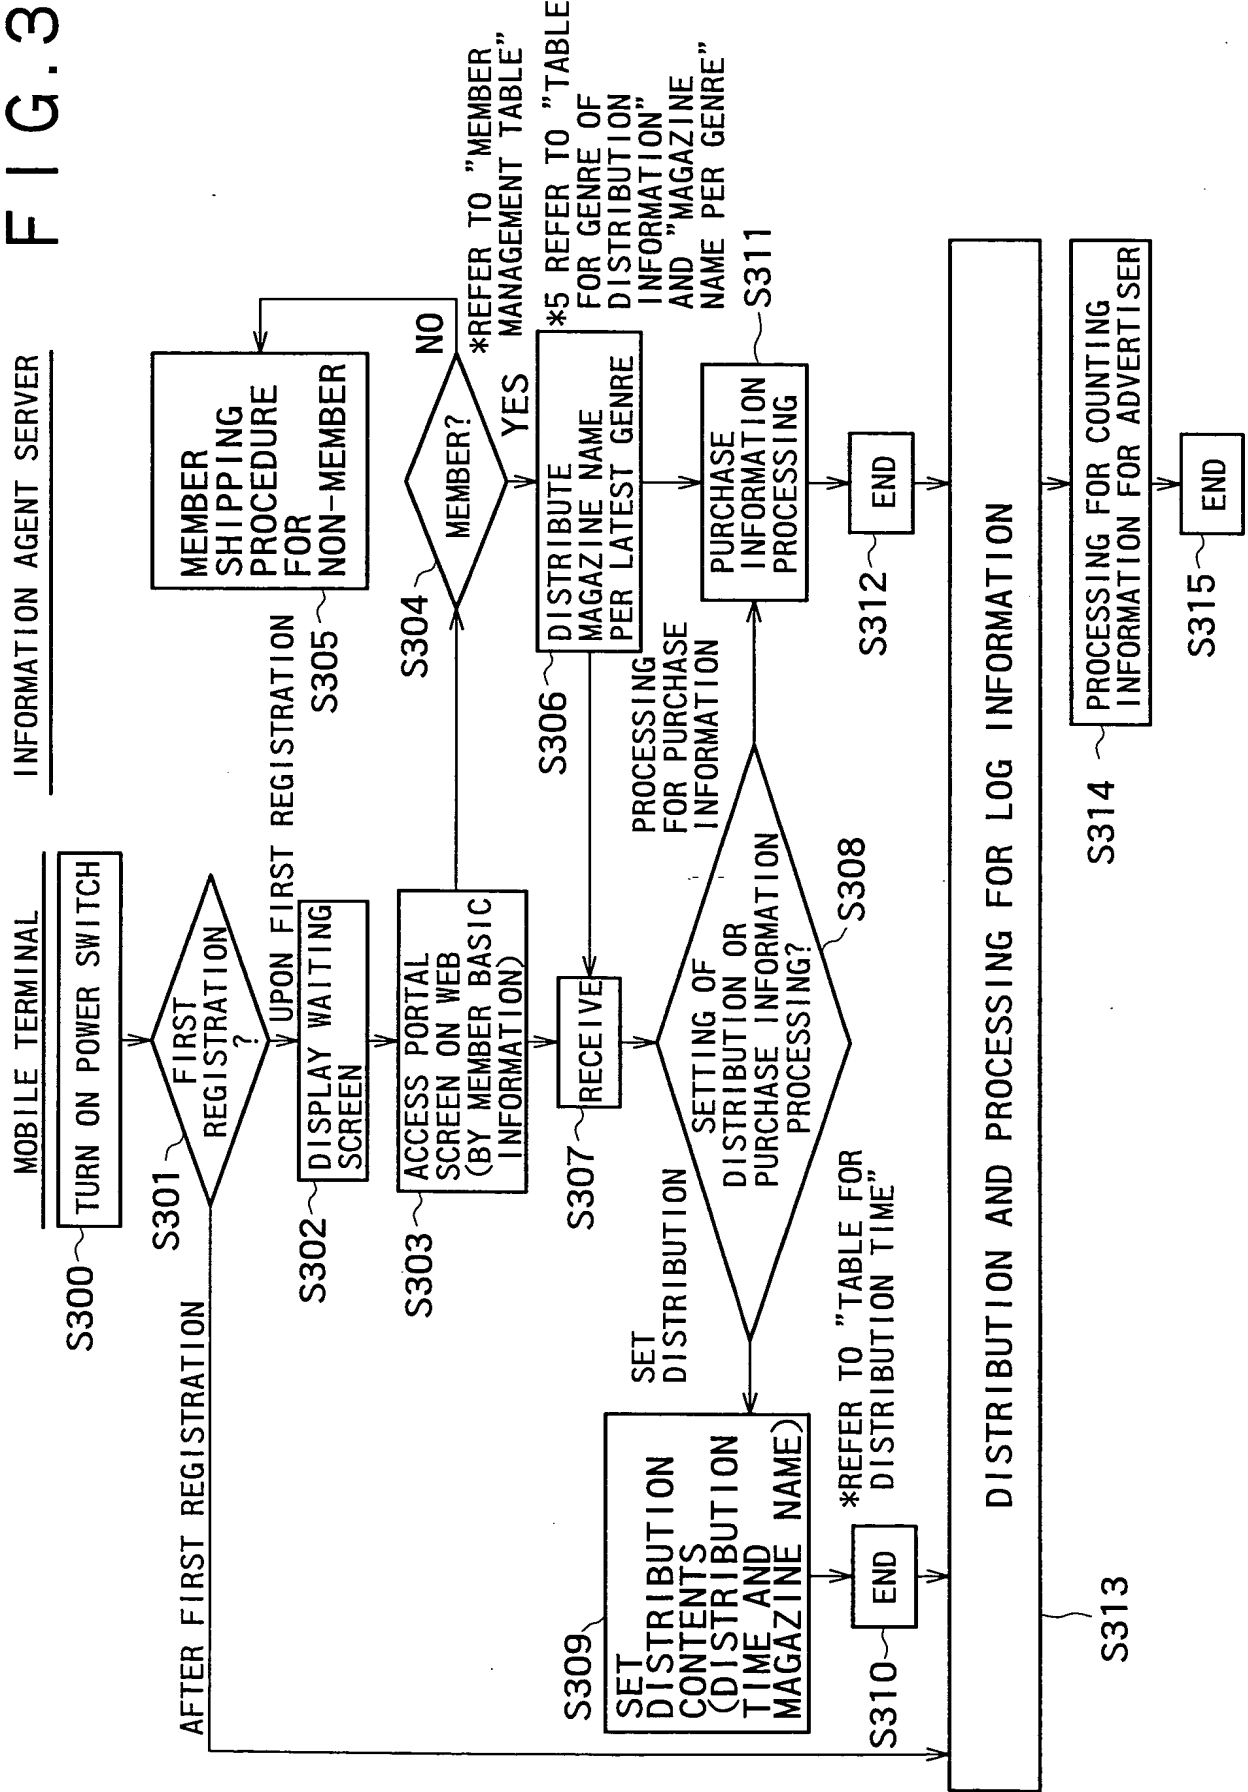 FIG.3
MOBILE TERMINAL
INFORMATION AGENT SERVER
S300
TURN ON POWER SWITCH
S301
FIRST
REGISTRATION
?
AFTER FIRST REGISTRATION
UPON FIRST REGISTRATION
S302
DISPLAY WAITING
SCREEN
S303
ACCESS PORTAL
SCREEN ON WEB
(BY MEMBER BASIC
INFORMATION)
MEMBER
SHIPPING
PROCEDURE
FOR
NON-MEMBER
S305
S304
MEMBER?
NO
*REFER TO "MEMBER
MANAGEMENT TABLE"
YES
S306
DISTRIBUTE
MAGAZINE NAME
PER LATEST GENRE
*5 REFER TO "TABLE
FOR GENRE OF
DISTRIBUTION
INFORMATION"
AND "MAGAZINE
NAME PER GENRE"
S307
RECEIVE
SETTING OF
DISTRIBUTION OR
PURCHASE INFORMATION
PROCESSING?
S308
SET
DISTRIBUTION
PROCESSING
FOR PURCHASE
INFORMATION
S309
SET
DISTRIBUTION
CONTENTS
(DISTRIBUTION
TIME AND
MAGAZINE NAME)
*REFER TO "TABLE FOR
DISTRIBUTION TIME"
S310
END
PURCHASE
INFORMATION
PROCESSING
S311
S312
END
DISTRIBUTION AND PROCESSING FOR LOG INFORMATION
S313
S314
PROCESSING FOR COUNTING
INFORMATION FOR ADVERTISER
S315
END